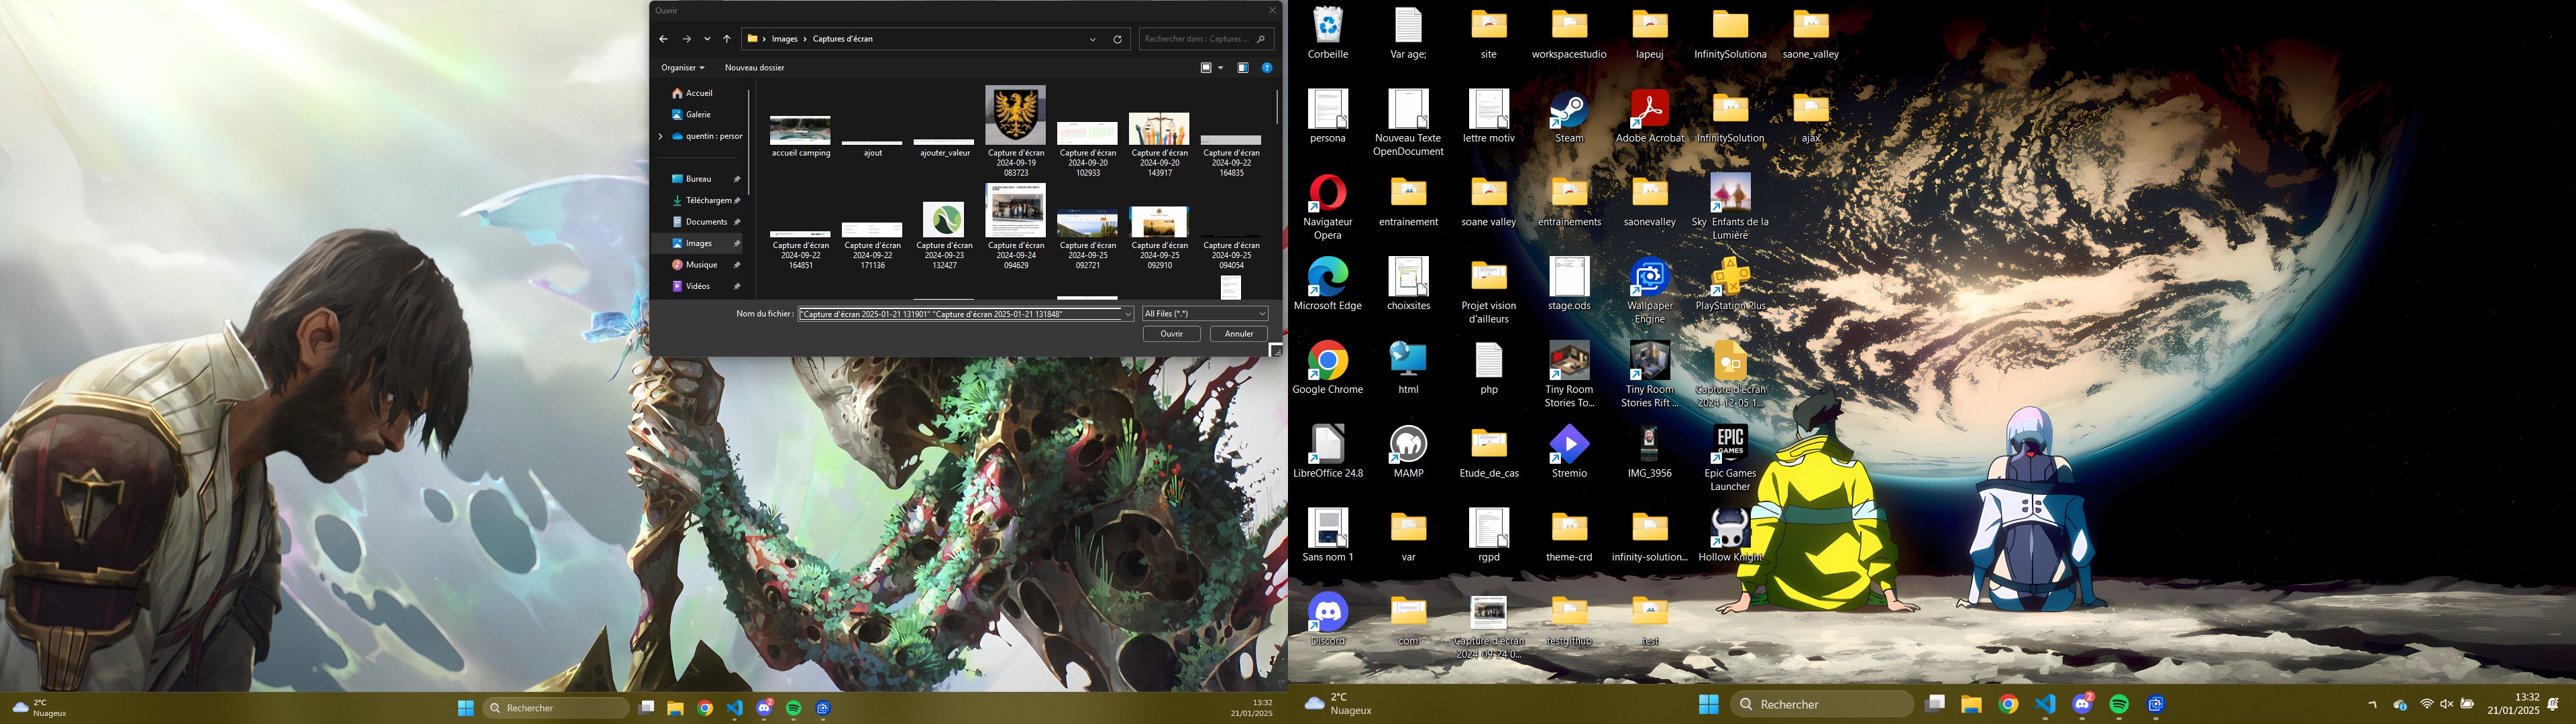 Ouvrir
Images > Captures d'écran
Rechercher dans : Captures ...
Organiser
Nouveau dossier
Accueil
Galerie
quentin : persor
Bureau
Téléchargem
Documents
Images
Musique
Vidéos
accueil camping
ajout
ajouter_valeur
Capture d'écran
2024-09-19
083723
Capture d'écran
2024-09-20
102933
Capture d'écran
2024-09-20
143917
Capture d'écran
2024-09-22
164835
Capture d'écran
2024-09-22
164851
Capture d'écran
2024-09-22
171136
Capture d'écran
2024-09-23
132427
Capture d'écran
2024-09-24
094629
Capture d'écran
2024-09-25
092721
Capture d'écran
2024-09-25
092910
Capture d'écran
2024-09-25
094054
Nom du fichier :
"Capture d'écran 2025-01-21 131901" "Capture d'écran 2025-01-21 131848"
All Files (*.*)
Ouvrir
Annuler
2°C
Nuageux
Rechercher
2
13:32
21/01/2025
Corbeille
Var age;
site
workspacestudio
lapeuj
InfinitySolutiona
saone_valley
persona
Nouveau Texte
OpenDocument
lettre motiv
Steam
Adobe Acrobat
InfinitySolution
ajax
Navigateur
Opera
entrainement
soane valley
entrainements
saonevalley
Sky Enfants de la
Lumière
Microsoft Edge
choixsites
Projet vision
d'ailleurs
stage.ods
Wallpaper
Engine
PlayStation Plus
Google Chrome
html
php
Tiny Room
Stories To...
Tiny Room
Stories Rift ...
Capture d'écran
2024-12-05 1...
LibreOffice 24.8
MAMP
Etude_de_cas
Stremio
IMG_3956
EPIC
GAMES
Epic Games
Launcher
Sans nom 1
var
rgpd
theme-crd
infinity-solution...
Hollow Knight
Discord
com
Capture d'écran
2024-09-24 0...
testgithub
test
2°C
Nuageux
Rechercher
2
13:32
21/01/2025